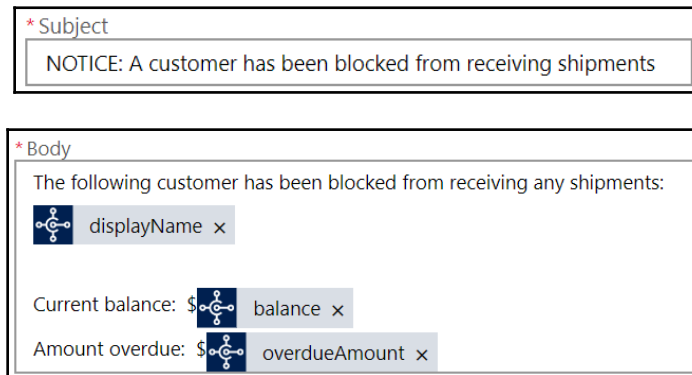 * Subject
NOTICE: A customer has been blocked from receiving shipments
* Body
The following customer has been blocked from receiving any shipments:
displayName ×
Current balance: $ balance ×
Amount overdue: $ overdueAmount ×